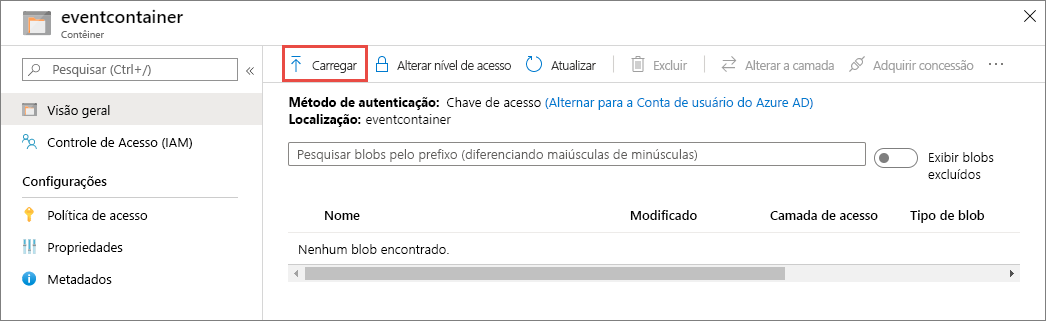 eventcontainer
Contêiner
Pesquisar (Ctrl+/)
Visão geral
Controle de Acesso (IAM)
Configurações
Política de acesso
Propriedades
Metadados
Carregar Alterar nível de acesso Atualizar Excluir Alterar a camada Adquirir concessão
Método de autenticação: Chave de acesso (Alternar para a Conta de usuário do Azure AD)
Localização: eventcontainer
Pesquisar blobs pelo prefixo (diferenciando maiúsculas de minúsculas)
Exibir blobs
excluídos
Nome Modificado Camada de acesso Tipo de blob
Nenhum blob encontrado.